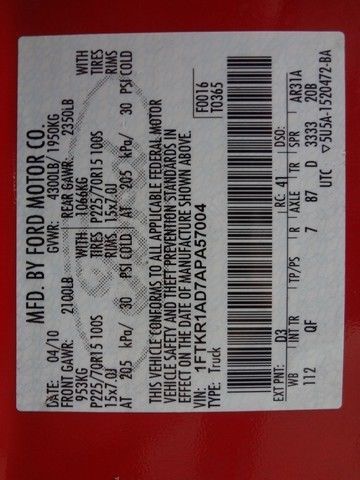 MFD. BY FORD MOTOR CO.
DATE: 04/10 GVWR: 4300LB/ 1950KG
FRONT GAWR: 2100LB REAR GAWR: 2350LB
953KG WITH 1066KG WITH
P225/70R15 100S TIRES P225/70R15 100S TIRES
15x7.0J RIMS 15x7.0J RIMS
AT 205 kPa/ 30 PSI COLD AT 205 kPa/ 30 PSI COLD
THIS VEHICLE CONFORMS TO ALL APPLICABLE FEDERAL MOTOR
VEHICLE SAFETY AND THEFT PREVENTION STANDARDS IN
EFFECT ON THE DATE OF MANUFACTURE SHOWN ABOVE.
VIN: 1FTKR1AD7APA57004 F0016
TYPE: Truck T0365
EXT PNT: D3 RC: 41 DSO:
WB INT TR TP/PS R AXLE TR SPR AR31A
112 QF 7 87 D 3333 20B
UTC ▽5U5A-1520472-BA